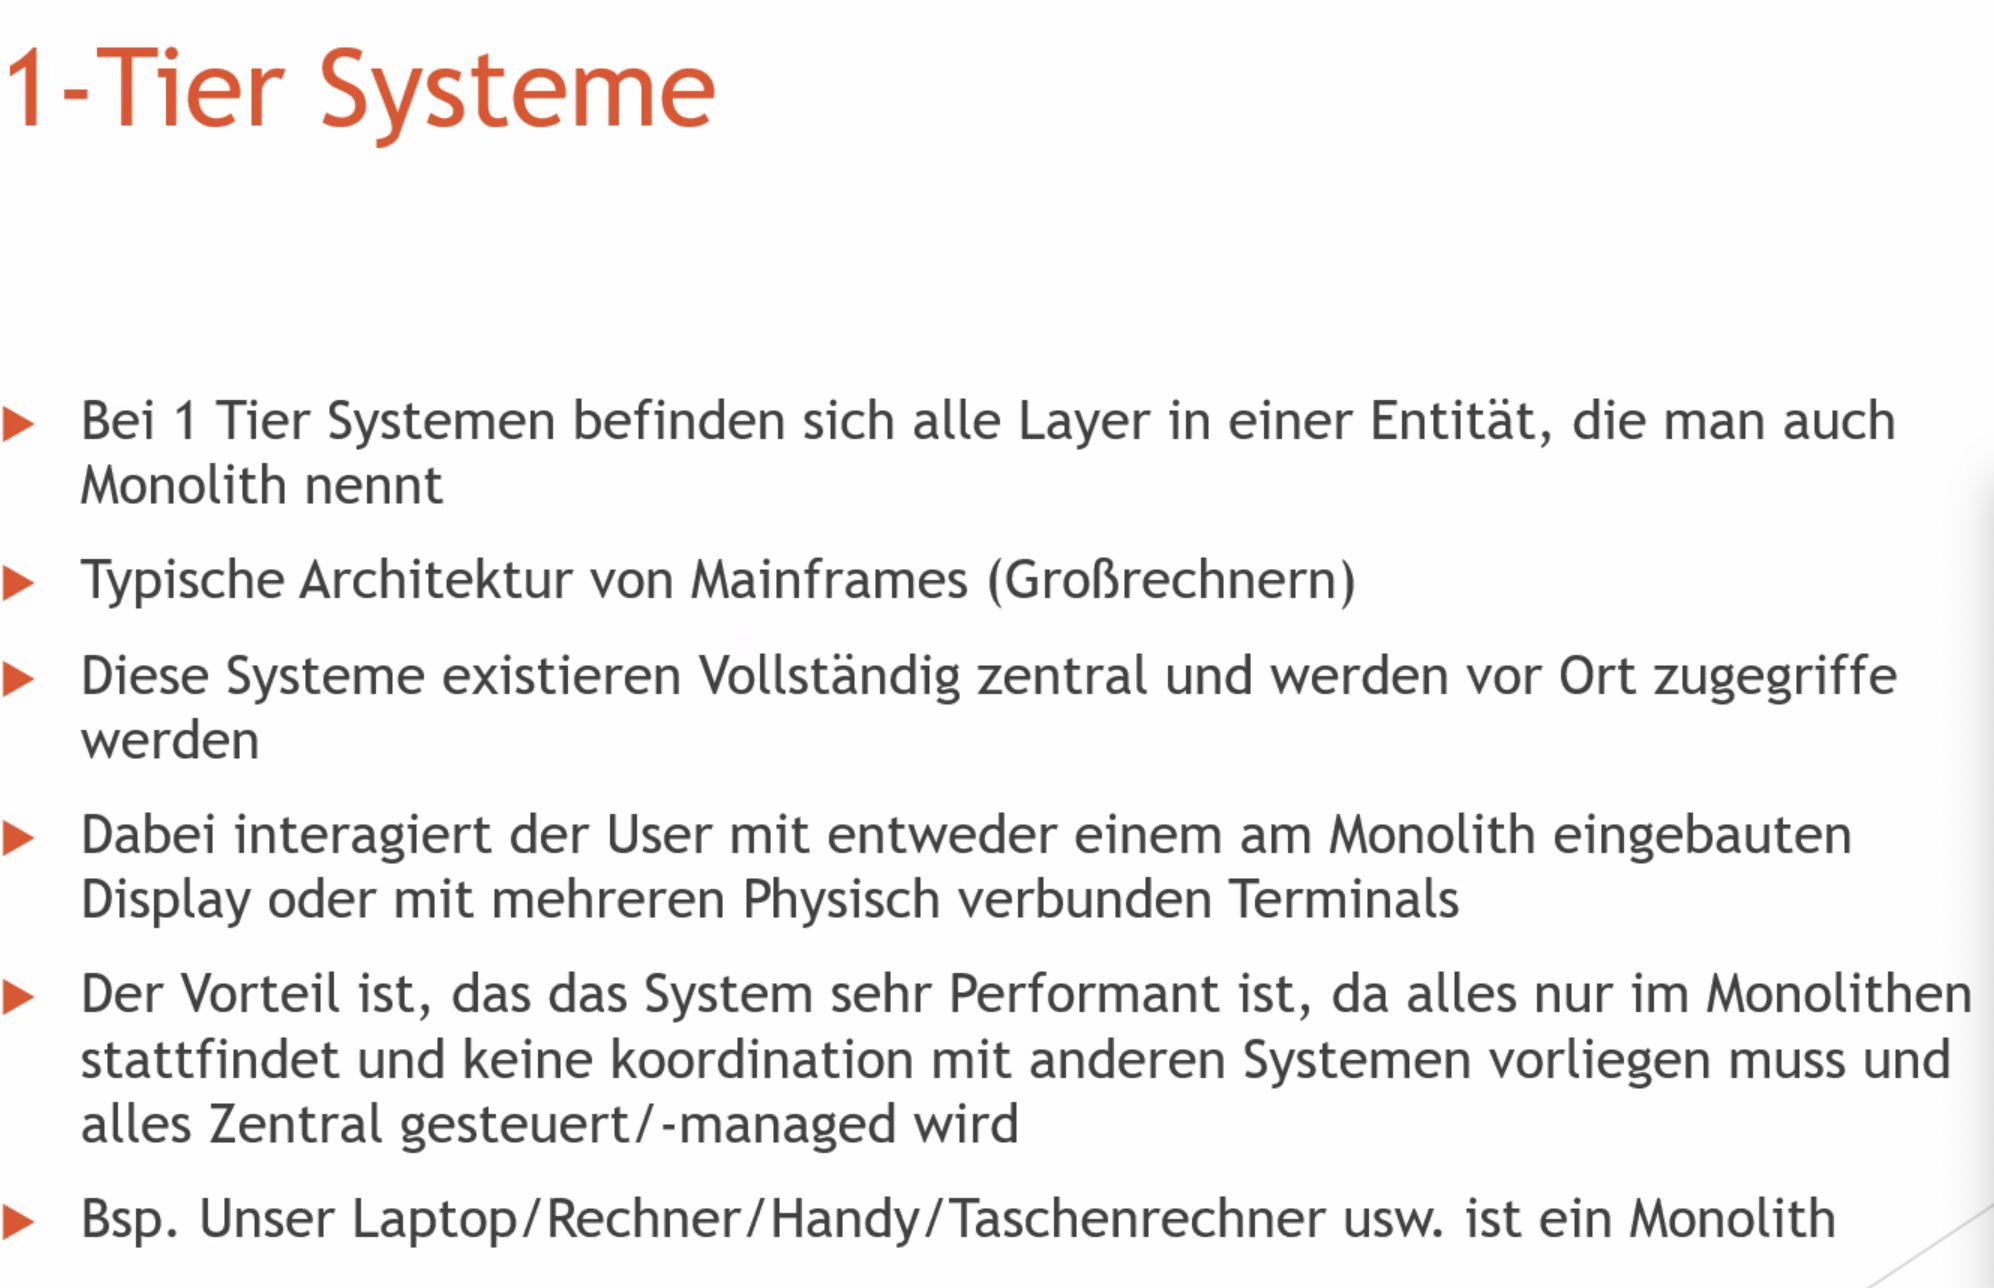 1-Tier Systeme
Bei 1 Tier Systemen befinden sich alle Layer in einer Entität, die man auch
Monolith nennt
Typische Architektur von Mainframes (Großrechnern)
Diese Systeme existieren Vollständig zentral und werden vor Ort zugegriffe
werden
Dabei interagiert der User mit entweder einem am Monolith eingebauten
Display oder mit mehreren Physisch verbunden Terminals
Der Vorteil ist, das das System sehr Performant ist, da alles nur im Monolithen
stattfindet und keine koordination mit anderen Systemen vorliegen muss und
alles Zentral gesteuert/-managed wird
Bsp. Unser Laptop/Rechner/Handy/Taschenrechner usw. ist ein Monolith